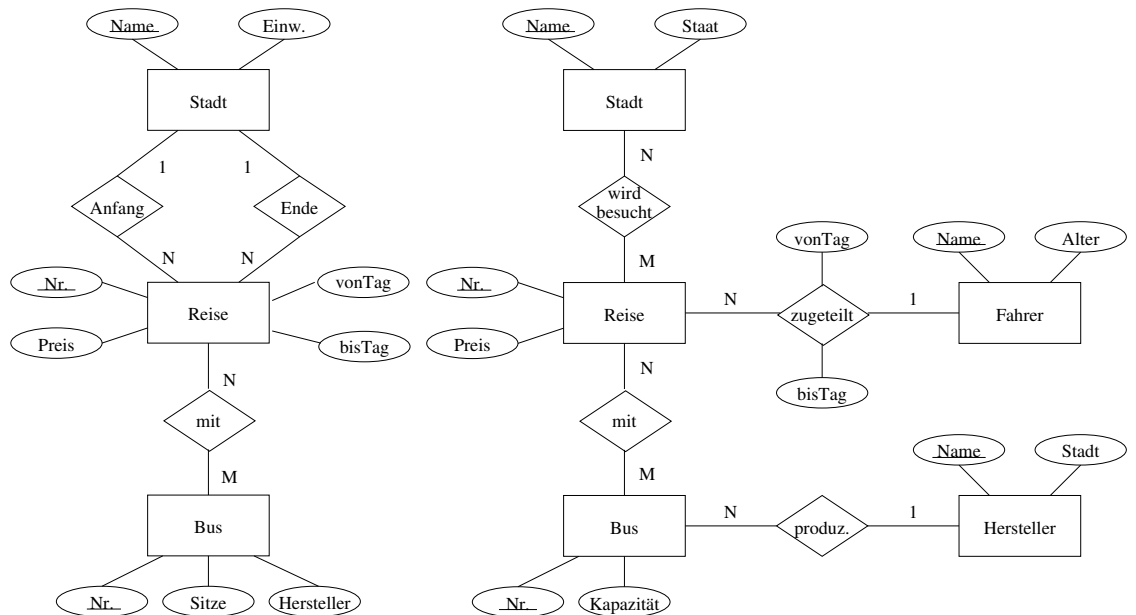 Name Einw. Name Staat
Stadt Stadt
1 1 N
Anfang Ende wird
besucht
vonTag Name Alter
N N M
Nr. vonTag Nr.
Reise Reise N zugeteilt 1 Fahrer
Preis bisTag Preis
bisTag
N N
mit mit
Name Stadt
M M
Bus Bus N produz. 1 Hersteller
Nr. Sitze Hersteller Nr. Kapazität